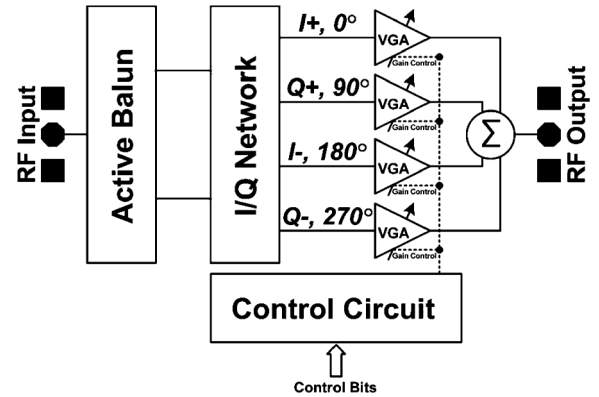 RF Input
Active Balun
I/Q Network
I+, 0°
VGA
Gain Control
Q+, 90°
VGA
Gain Control
I-, 180°
VGA
Gain Control
Q-, 270°
VGA
Gain Control
Σ
RF Output
Control Circuit
Control Bits